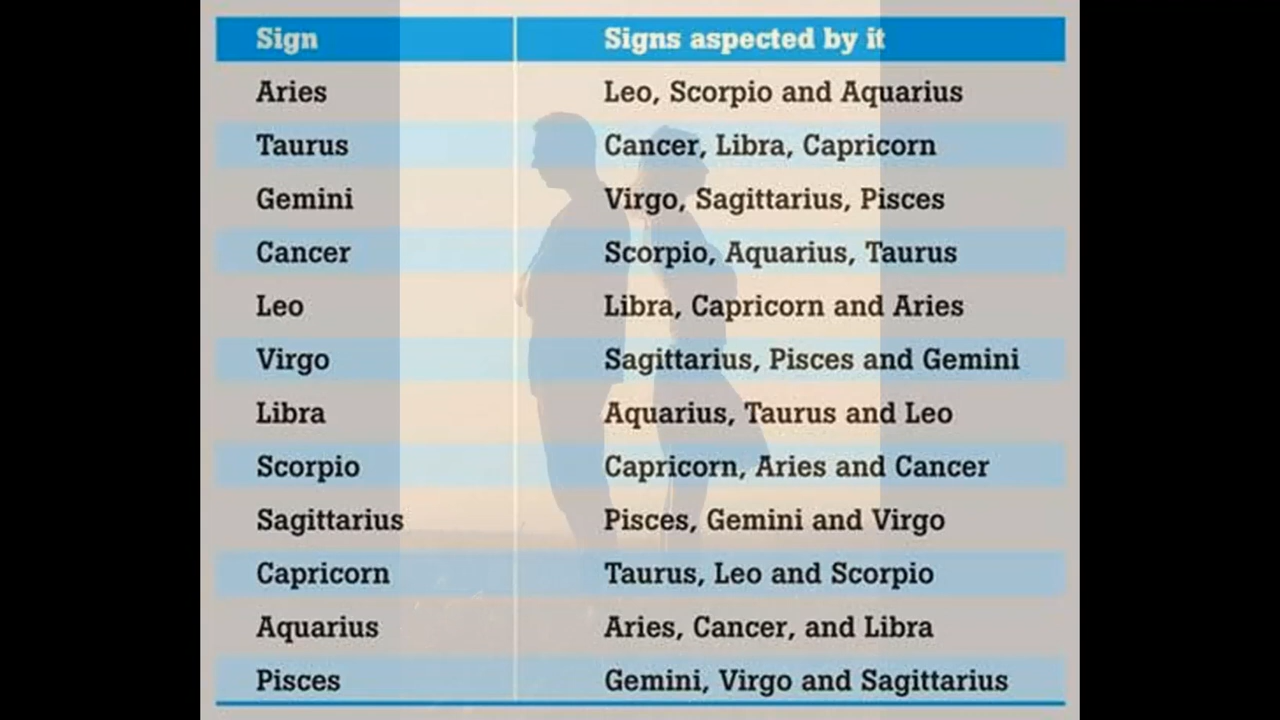 Sign Signs aspected by it
Aries Leo, Scorpio and Aquarius
Taurus Cancer, Libra, Capricorn
Gemini Virgo, Sagittarius, Pisces
Cancer Scorpio, Aquarius, Taurus
Leo Libra, Capricorn and Aries
Virgo Sagittarius, Pisces and Gemini
Libra Aquarius, Taurus and Leo
Scorpio Capricorn, Aries and Cancer
Sagittarius Pisces, Gemini and Virgo
Capricorn Taurus, Leo and Scorpio
Aquarius Aries, Cancer, and Libra
Pisces Gemini, Virgo and Sagittarius